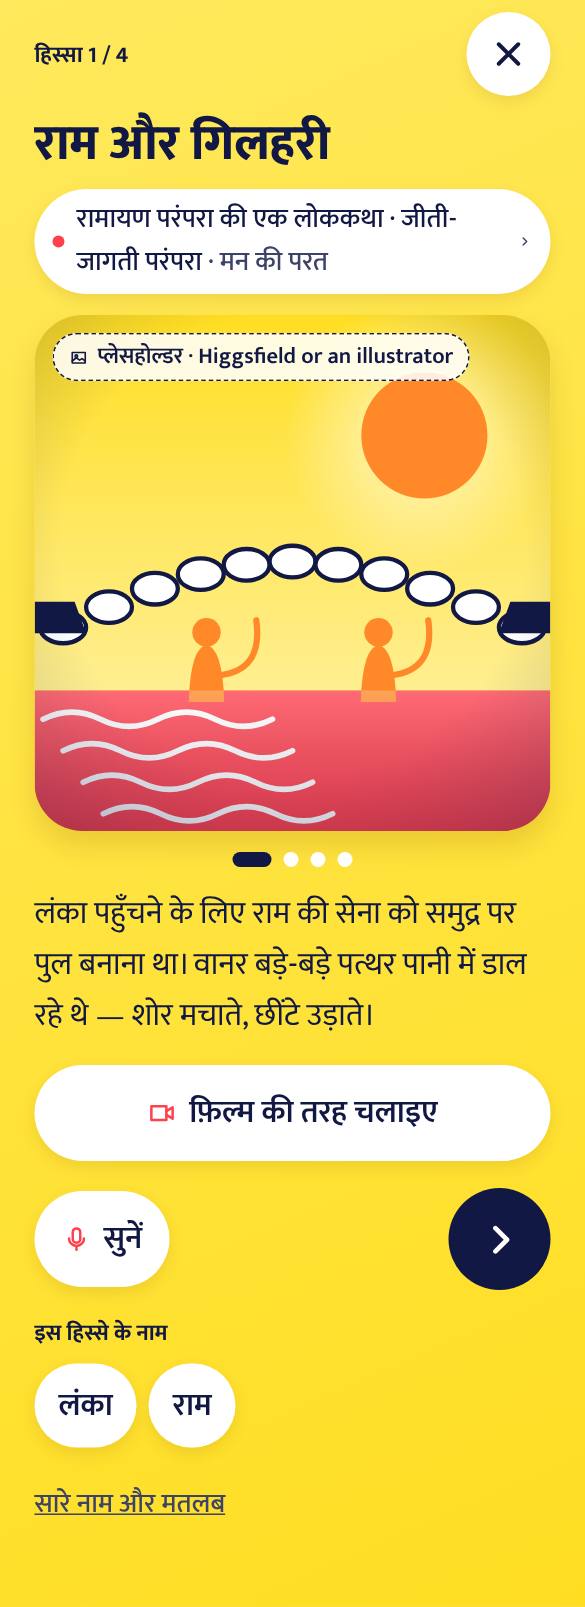 हिस्सा 1 / 4
राम और गिलहरी
रामायण परंपरा की एक लोककथा · जीती-
जागती परंपरा · मन की परत
प्लेसहोल्डर · Higgsfield or an illustrator
लंका पहुँचने के लिए राम की सेना को समुद्र पर
पुल बनाना था। वानर बड़े-बड़े पत्थर पानी में डाल
रहे थे — शोर मचाते, छींटे उड़ाते।
फ़िल्म की तरह चलाइए
सुनें
इस हिस्से के नाम
लंका राम
सारे नाम और मतलब